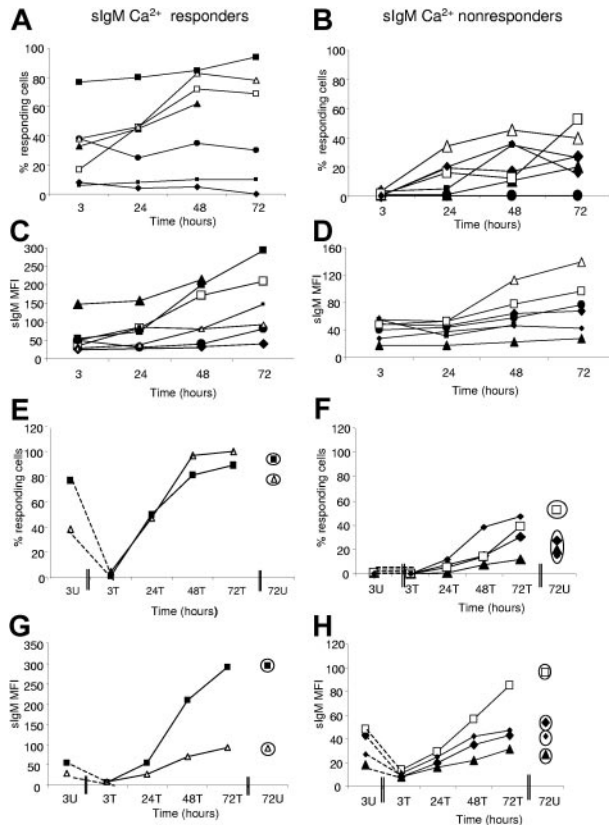 sIgM Ca²⁺ responders
sIgM Ca²⁺ nonresponders
A
% responding cells
100
80
60
40
20
0
3
24
48
72
Time (hours)
B
% responding cells
100
80
60
40
20
0
3
24
48
72
Time (hours)
C
sIgM MFI
300
250
200
150
100
50
0
3
24
48
72
Time (hours)
D
sIgM MFI
160
120
80
40
0
3
24
48
72
Time (hours)
E
% responding cells
120
100
80
60
40
20
0
3U
3T
24T
48T
72T
72U
Time (hours)
F
% responding cells
120
100
80
60
40
20
0
3U
3T
24T
48T
72T
72U
Time (hours)
G
sIgM MFI
350
300
250
200
150
100
50
0
3U
3T
24T
48T
72T
72U
Time (hours)
H
sIgM MFI
120
100
80
60
40
20
0
3U
3T
24T
48T
72T
72U
Time (hours)